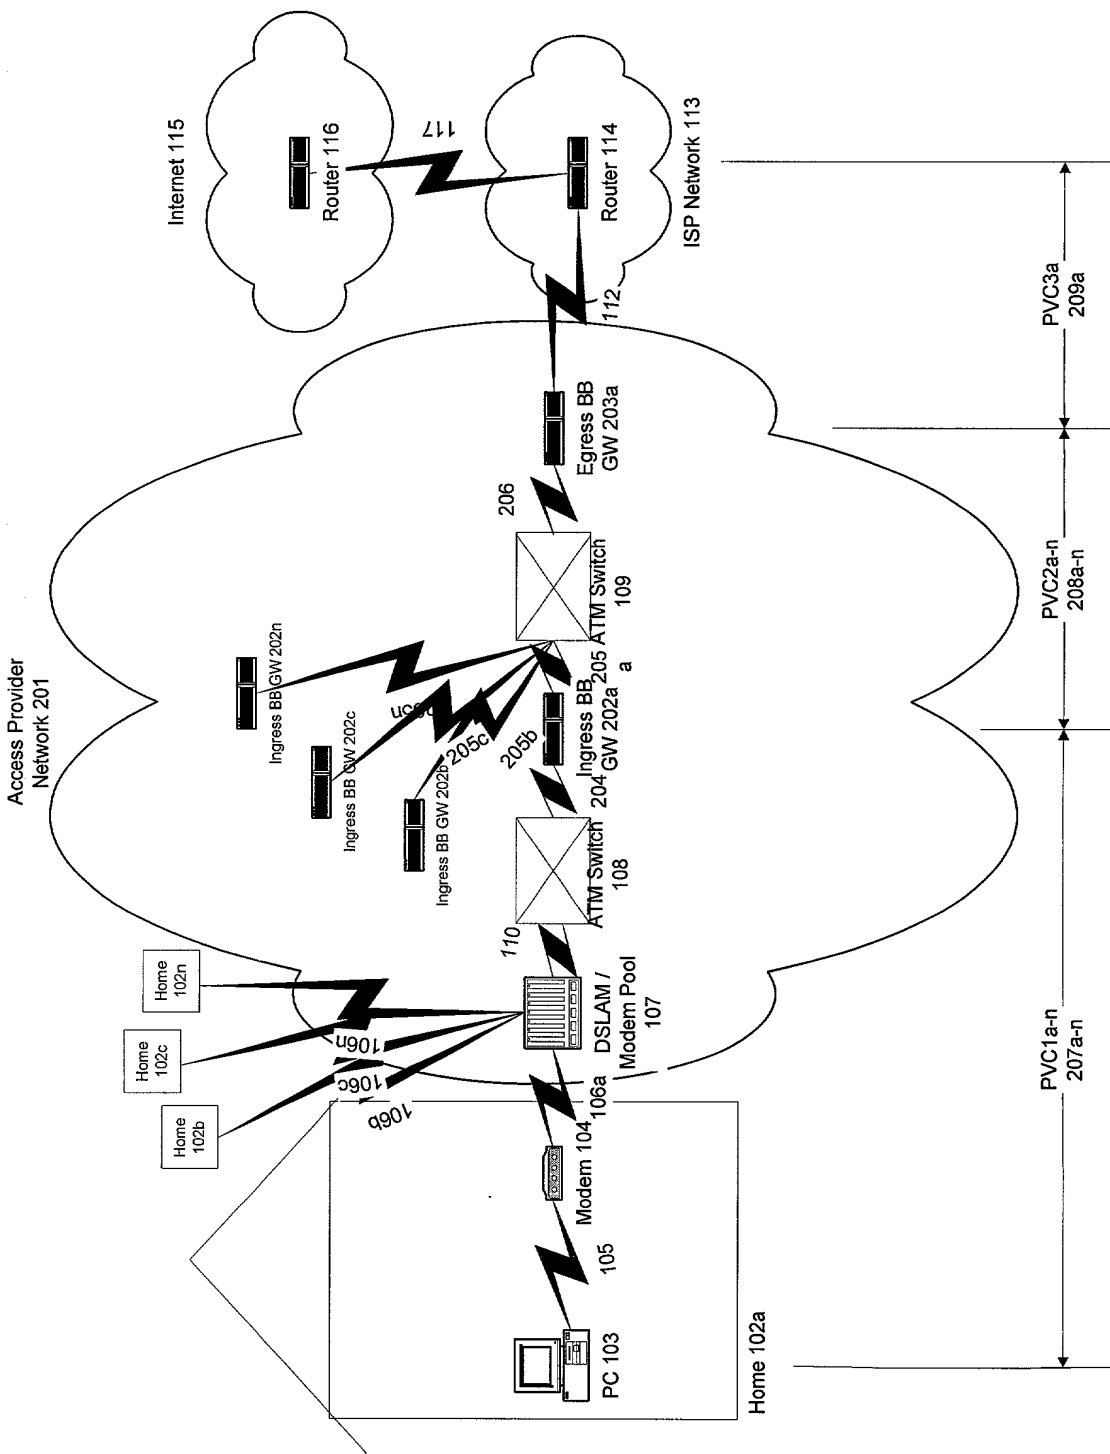 Access Provider
Network 201
Internet 115
Router 116
117
Router 114
ISP Network 113
112
Egress BB
GW 203a
206
ATM Switch
109
205
a
Ingress BB GW 202n
Ingress BB GW 202c
Ingress BB GW 202b
205c
205b
Ingress BB
GW 202a
204
ATM Switch
108
110
DSLAM /
Modem Pool
107
Home
102n
Home
102c
Home
102b
106n
106c
106b
106a
Modem 104
105
PC 103
Home 102a
PVC1a-n
207a-n
PVC2a-n
208a-n
PVC3a
209a